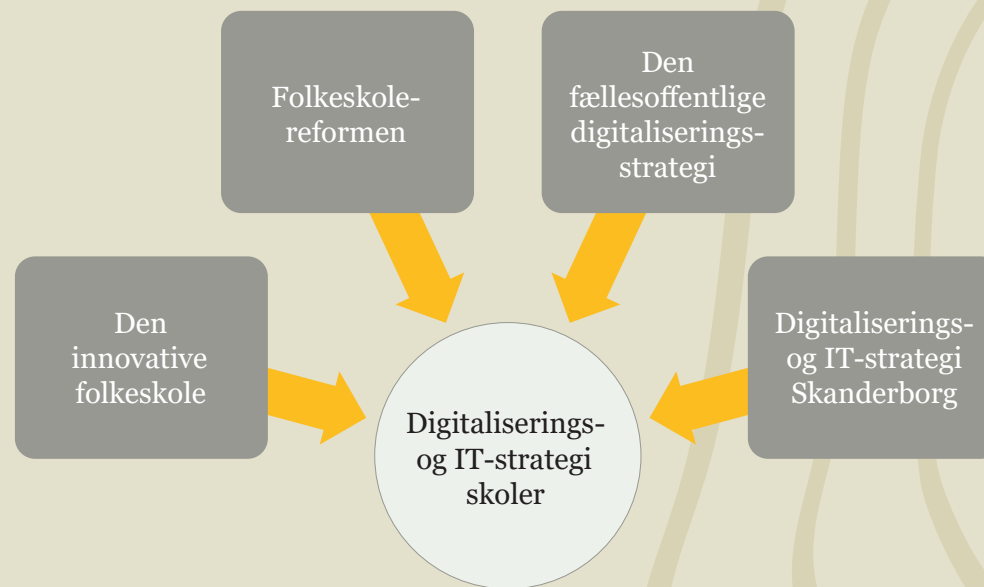 Folkeskole-
reformen
Den
fællesoffentlige
digitaliserings-
strategi
Den
innovative
folkeskole
Digitaliserings-
og IT-strategi
Skanderborg
Digitaliserings-
og IT-strategi
skoler